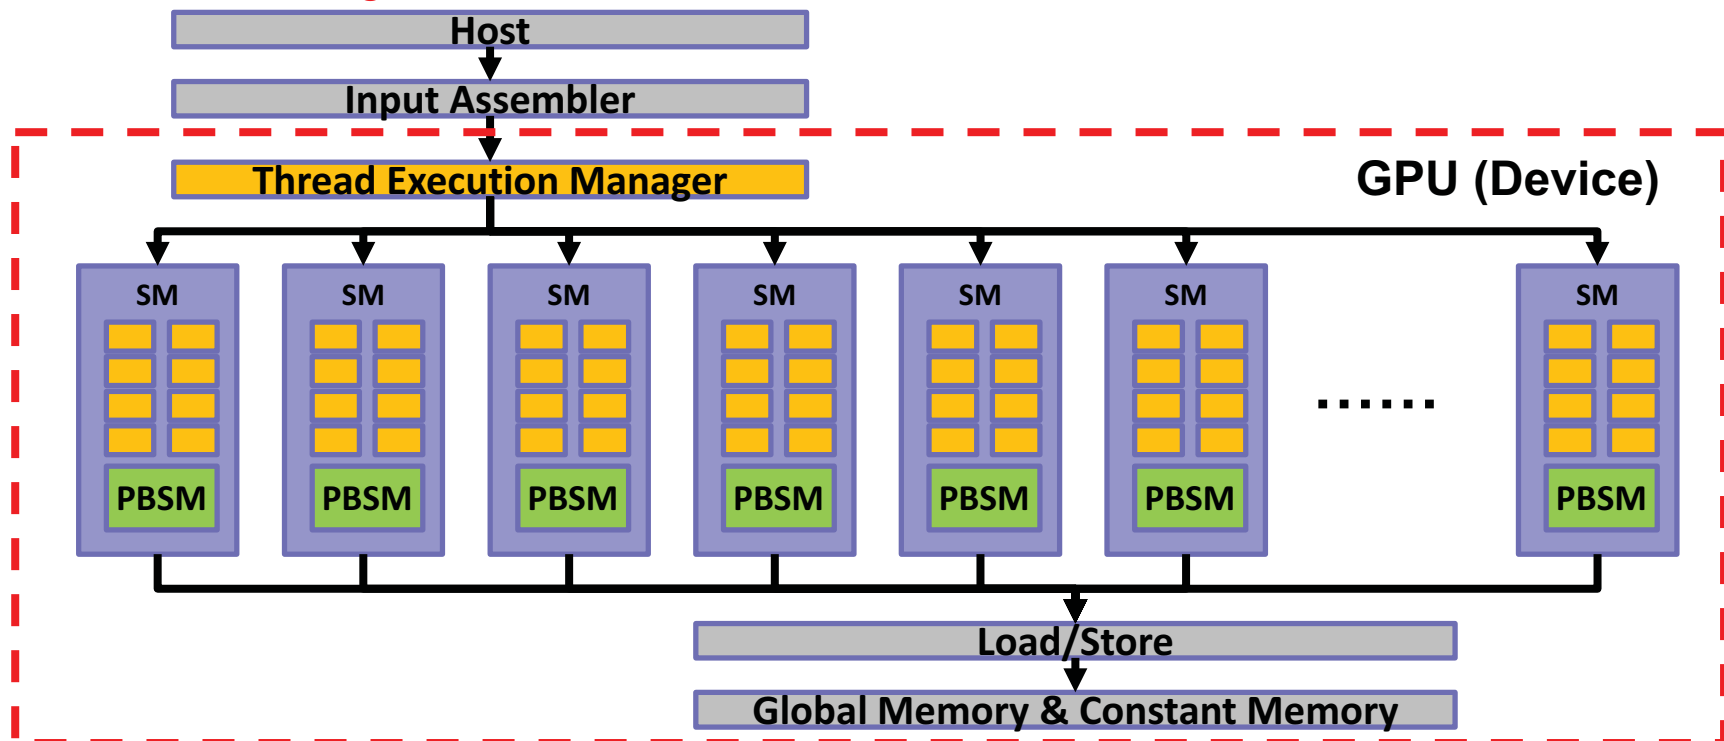 Host
Input Assembler
Thread Execution Manager
GPU (Device)
SM SM SM SM SM SM SM
......
PBSM PBSM PBSM PBSM PBSM PBSM PBSM
Load/Store
Global Memory & Constant Memory